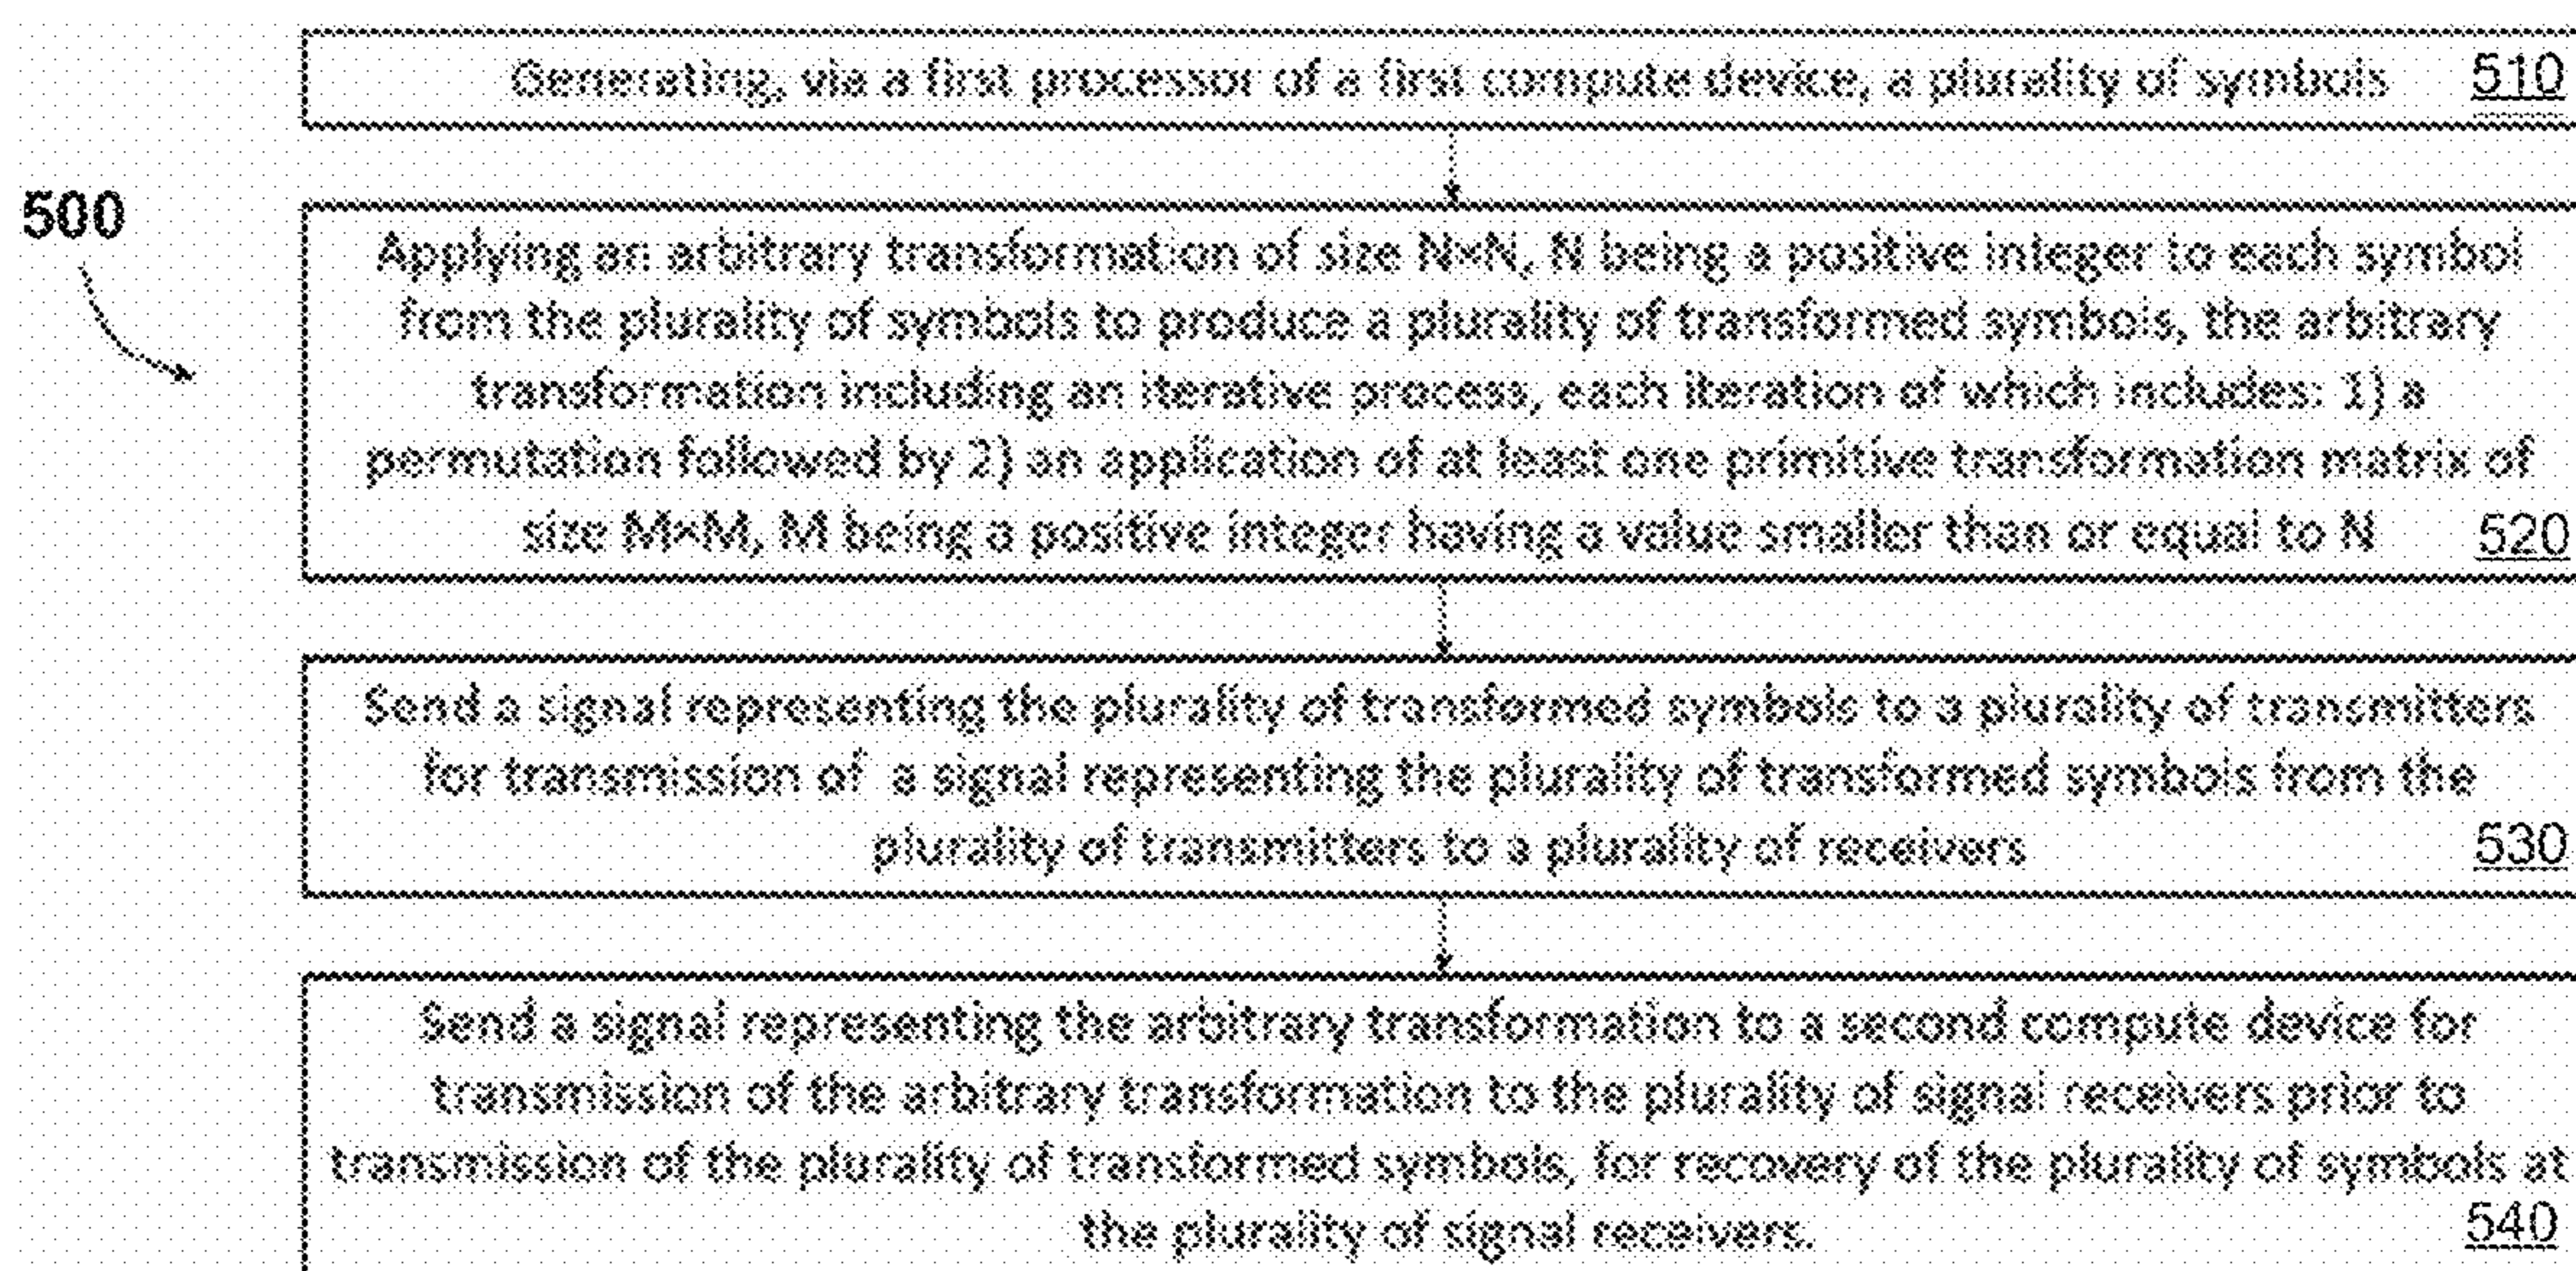 Generating, via a first processor of a first compute device, a plurality of symbols 510
500
Applying an arbitrary transformation of size N×N, N being a positive integer to each symbol
from the plurality of symbols to produce a plurality of transformed symbols, the arbitrary
transformation including an iterative process, each iteration of which includes: 1) a
permutation followed by 2) an application of at least one primitive transformation matrix of
size M×M, M being a positive integer having a value smaller than or equal to N 520
Send a signal representing the plurality of transformed symbols to a plurality of transmitters
for transmission of a signal representing the plurality of transformed symbols from the
plurality of transmitters to a plurality of receivers 530
Send a signal representing the arbitrary transformation to a second compute device for
transmission of the arbitrary transformation to the plurality of signal receivers prior to
transmission of the plurality of transformed symbols, for recovery of the plurality of symbols at
the plurality of signal receivers. 540